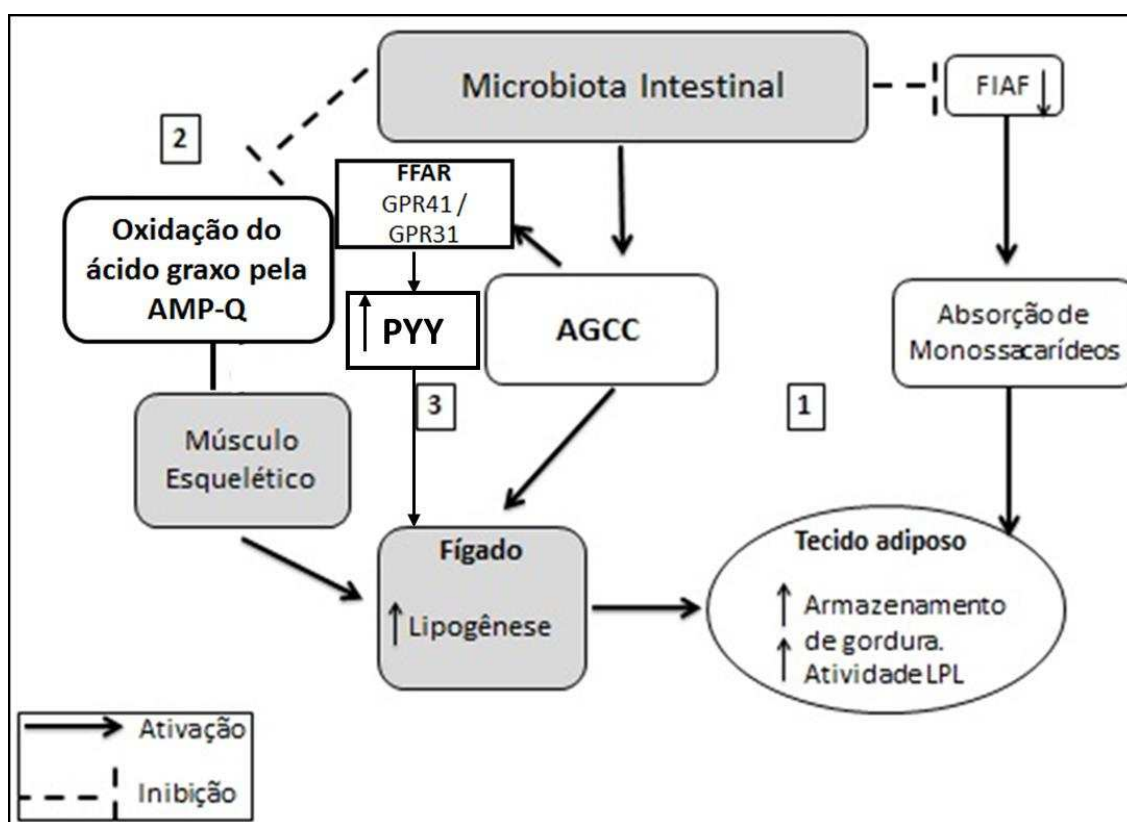 Microbiota Intestinal
FIAF
2
FFAR
GPR41 /
GPR31
Oxidação do
ácido graxo pela
AMP-Q
PYY
AGCC
Absorção de
Monossacarídeos
3
1
Músculo
Esquelético
Fígado
Lipogênese
Tecido adiposo
Armazenamento
de gordura.
Atividade LPL
Ativação
Inibição